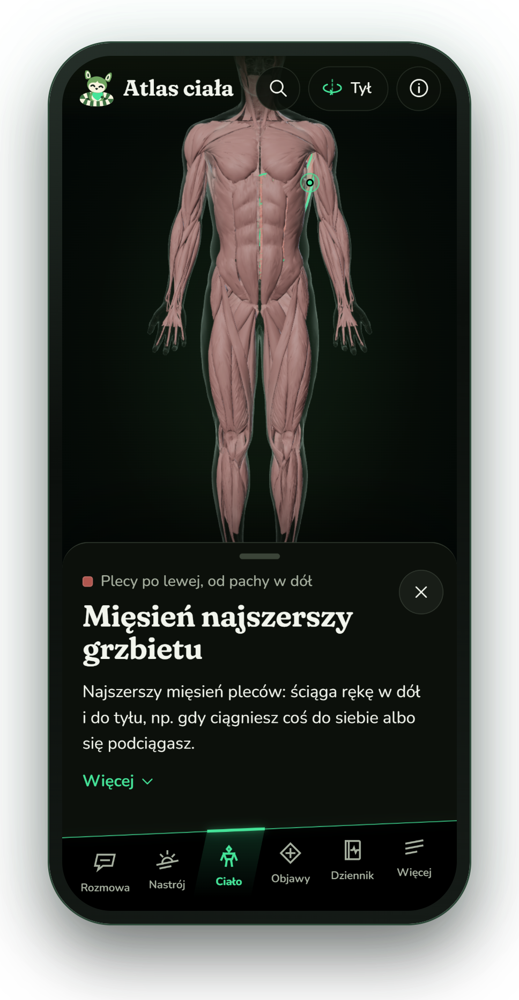 Atlas ciała
Tył
Plecy po lewej, od pachy w dół
Mięsień najszerszy
grzbietu
Najszerszy mięsień pleców: ściąga rękę w dół
i do tyłu, np. gdy ciągniesz coś do siebie albo
się podciągasz.
Więcej
Rozmowa
Nastrój
Ciało
Objawy
Dziennik
Więcej